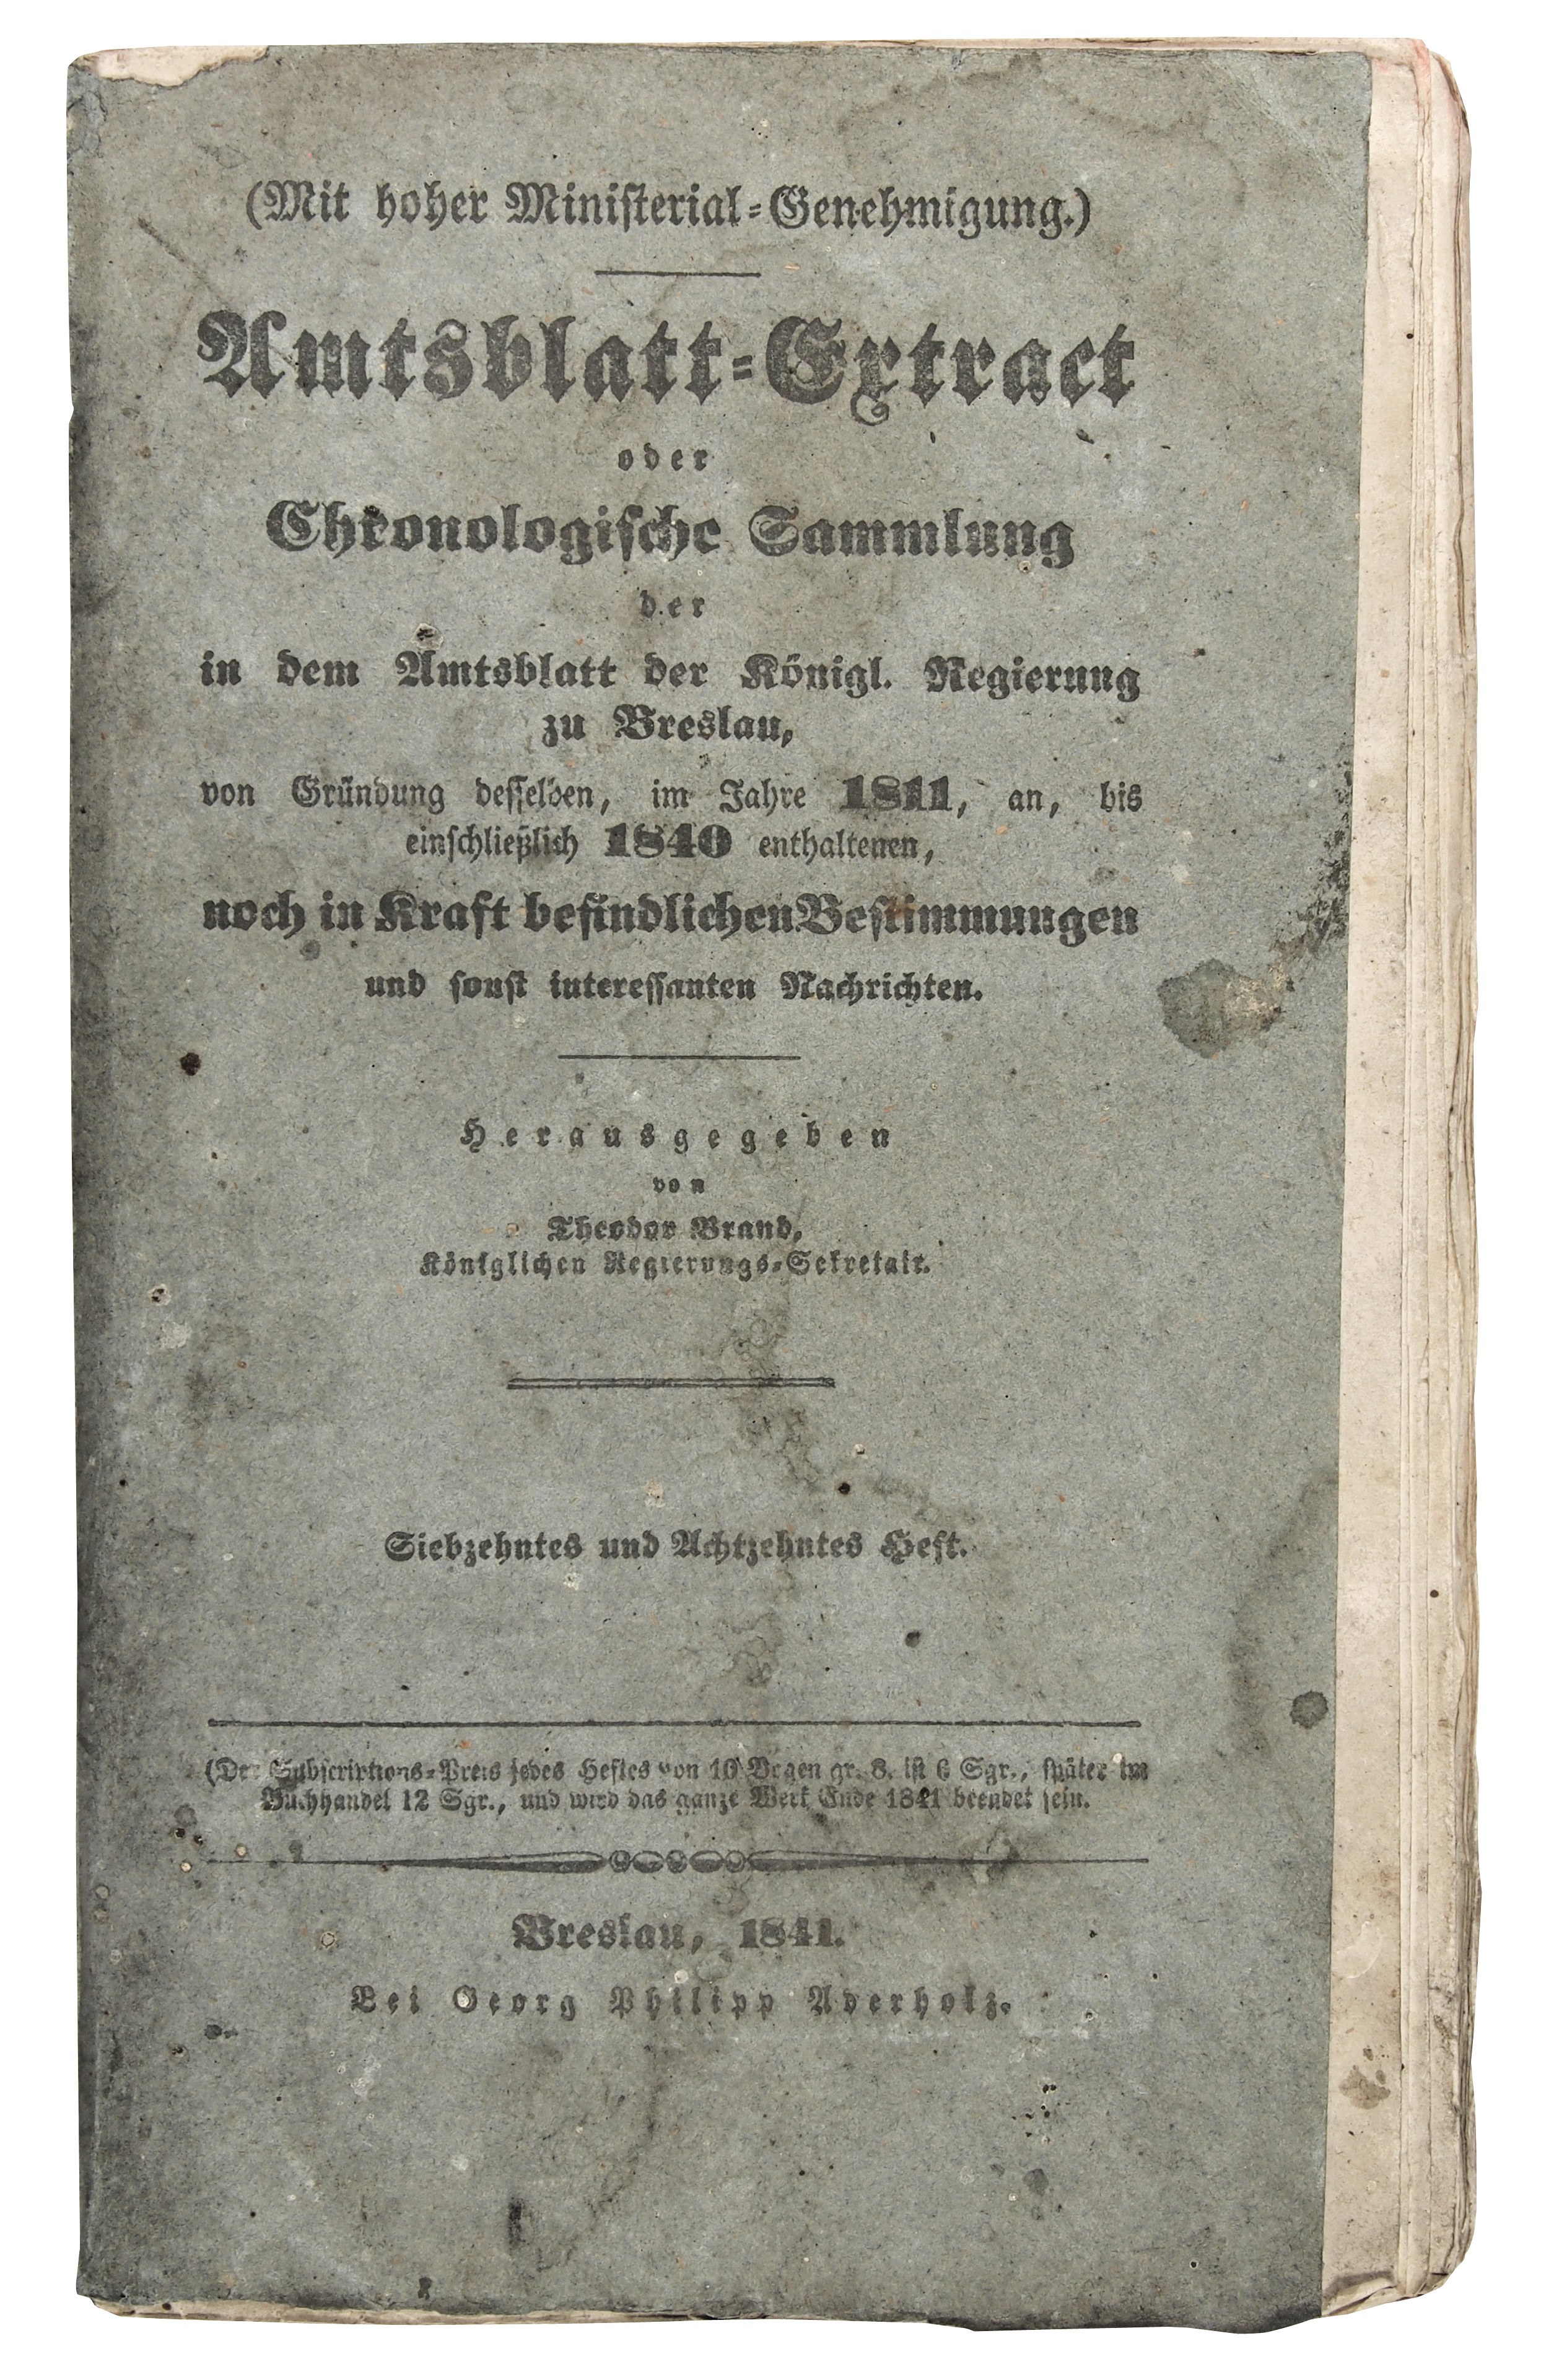 (Mit hoher Ministerial-Genehmigung.)
Amtsblatt-Extract
oder
Chronologische Sammlung
der
in dem Amtsblatt der Königl. Regierung
zu Breslau,
von Gründung desselben, im Jahre 1811, an, bis
einschließlich 1840 enthaltenen,
noch in Kraft befindlichen Bestimmungen
und sonst interessanten Nachrichten.
Herausgegeben
von
Theodor Brand,
Königlichen Regierungs-Sekretair.
Siebzehntes und Achtzehntes Heft.
(Der Subscriptions-Preis jedes Heftes von 10 Bogen gr. 8. ist 6 Sgr., später im
Buchhandel 12 Sgr., und wird das ganze Werk Ende 1841 beendet sein.
Breslau, 1841.
Bei Georg Philipp Aderholz.